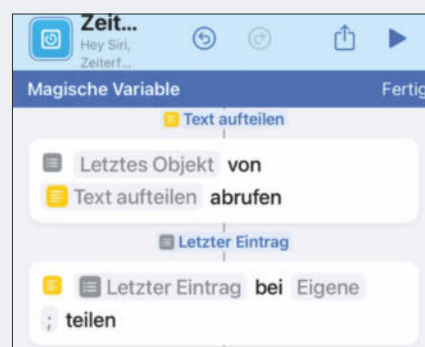 Zeit...
Hey Siri,
Zeiterf...
Magische Variable Fertig
Text aufteilen
Letztes Objekt von
Text aufteilen abrufen
Letzter Eintrag
Letzter Eintrag bei Eigene
; teilen